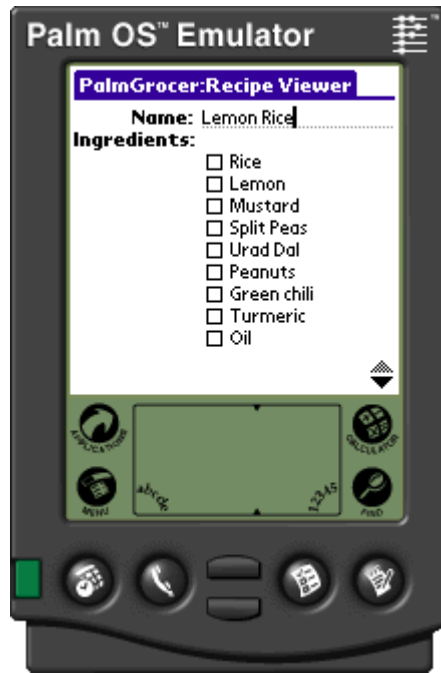 Palm OS™ Emulator
PalmGrocer:Recipe Viewer
Name: Lemon Rice
Ingredients:
Rice
Lemon
Mustard
Split Peas
Urad Dal
Peanuts
Green chili
Turmeric
Oil
APPLICATIONS
CALCULATOR
MENU
abcde
12345
FIND